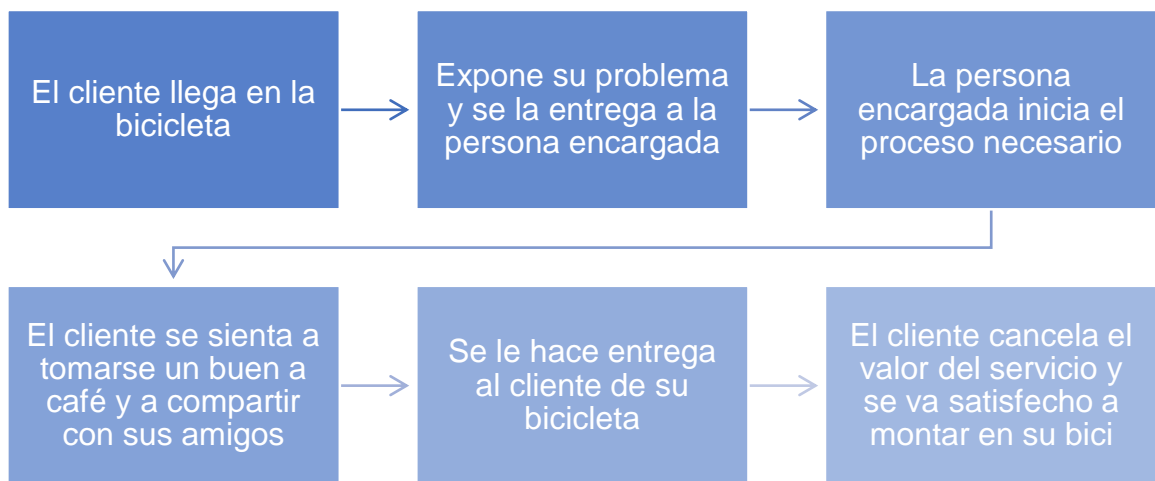 El cliente llega en la
bicicleta
Expone su problema
y se la entrega a la
persona encargada
La persona
encargada inicia el
proceso necesario
El cliente se sienta a
tomarse un buen a
café y a compartir
con sus amigos
Se le hace entrega
al cliente de su
bicicleta
El cliente cancela el
valor del servicio y
se va satisfecho a
montar en su bici